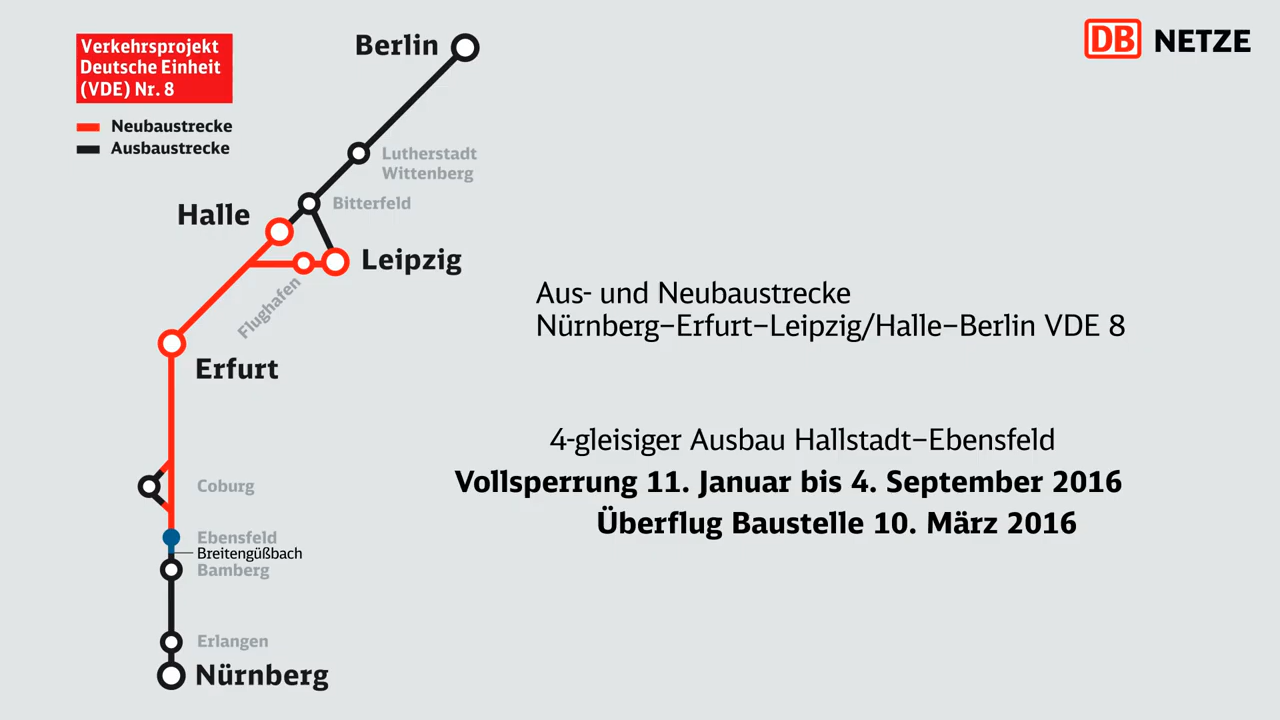 Verkehrsprojekt
Deutsche Einheit
(VDE) Nr. 8
Neubaustrecke
Ausbaustrecke
Berlin
DB NETZE
Lutherstadt
Wittenberg
Bitterfeld
Halle
Leipzig
Flughafen
Erfurt
Coburg
Ebensfeld
Breitengüßbach
Bamberg
Erlangen
Nürnberg
Aus- und Neubaustrecke
Nürnberg–Erfurt–Leipzig/Halle–Berlin VDE 8
4-gleisiger Ausbau Hallstadt–Ebensfeld
Vollsperrung 11. Januar bis 4. September 2016
Überflug Baustelle 10. März 2016